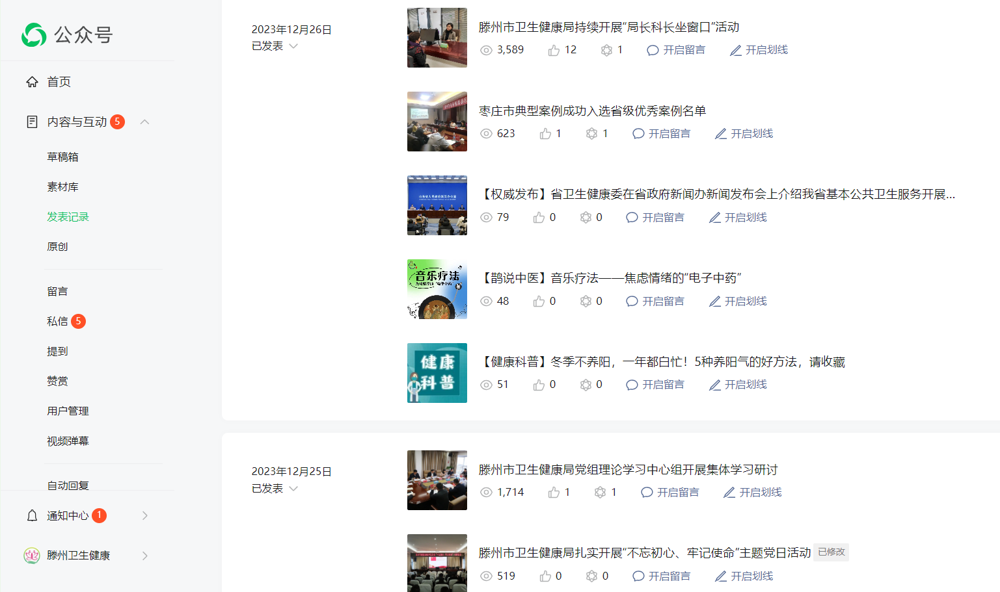 公众号
首页
内容与互动 5
草稿箱
素材库
发表记录
原创
留言
私信 5
提到
赞赏
用户管理
视频弹幕
自动回复
通知中心 1
滕州卫生健康
2023年12月26日
已发表
滕州市卫生健康局持续开展“局长科长坐窗口”活动
3,589 12 1 开启留言 开启划线
枣庄市典型案例成功入选省级优秀案例名单
623 1 1 开启留言 开启划线
【权威发布】省卫生健康委在省政府新闻办新闻发布会上介绍我省基本公共卫生服务开展...
79 0 0 开启留言 开启划线
音乐疗法
【鹊说中医】音乐疗法——焦虑情绪的“电子中药”
48 0 0 开启留言 开启划线
健康
科普
【健康科普】冬季不养阳，一年都白忙！5种养阳气的好方法，请收藏
51 0 0 开启留言 开启划线
2023年12月25日
已发表
滕州市卫生健康局党组理论学习中心组开展集体学习研讨
1,714 1 1 开启留言 开启划线
滕州市卫生健康局扎实开展“不忘初心、牢记使命”主题党日活动 已修改
519 0 0 开启留言 开启划线